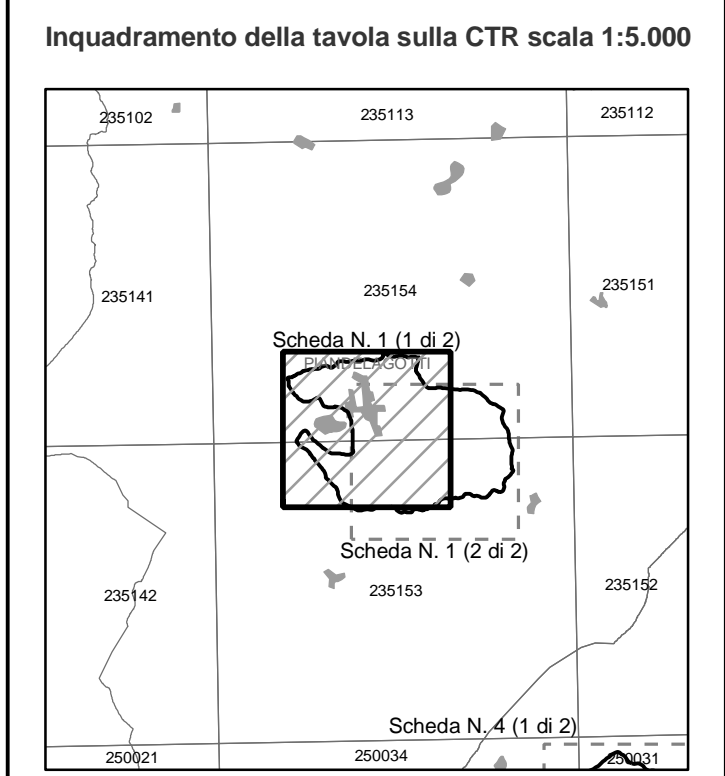 Inquadramento della tavola sulla CTR scala 1:5.000
235102 235113 235112
235141 235154 235151
Scheda N. 1 (1 di 2)
PIANDELAGOTTI
Scheda N. 1 (2 di 2)
235142 235153 235152
Scheda N. 4 (1 di 2)
250021 250034 250031